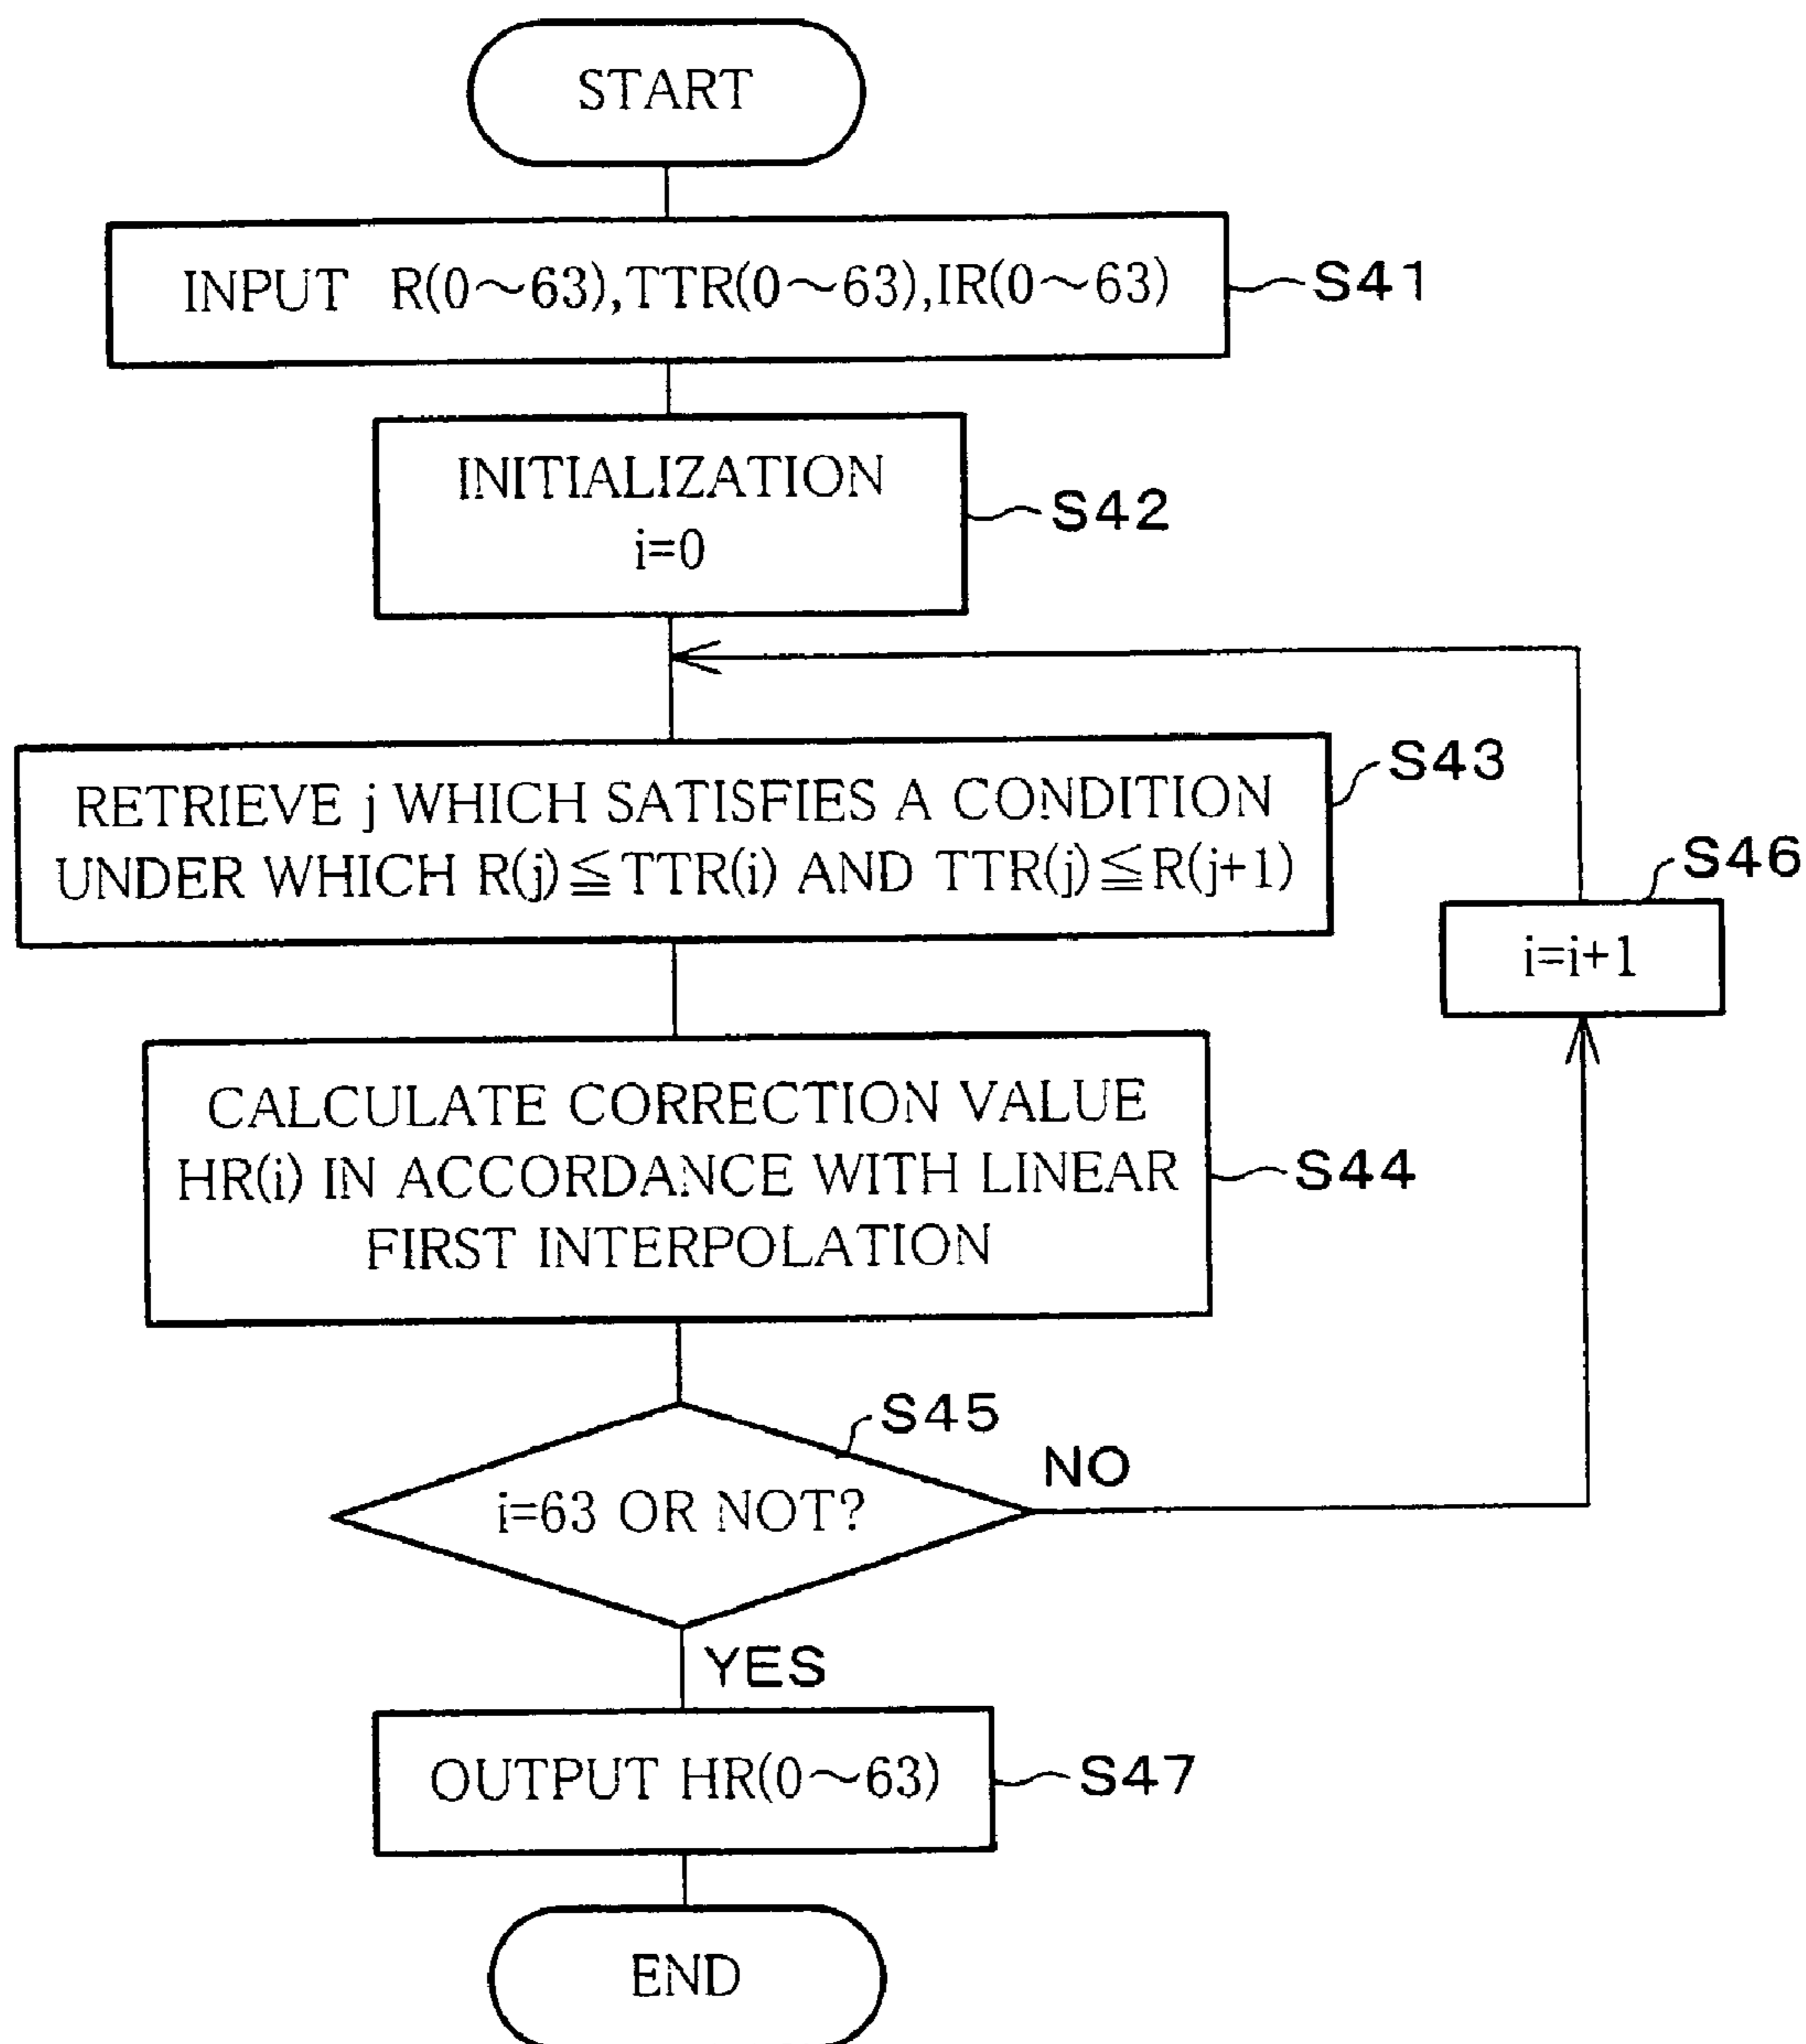 START
INPUT R(0～63),TTR(0～63),IR(0～63)
S41
INITIALIZATION
i=0
S42
RETRIEVE j WHICH SATISFIES A CONDITION
UNDER WHICH R(j)≦TTR(i) AND TTR(j)≦R(j+1)
S43
S46
i=i+1
CALCULATE CORRECTION VALUE
HR(i) IN ACCORDANCE WITH LINEAR
FIRST INTERPOLATION
S44
S45
i=63 OR NOT?
NO
YES
OUTPUT HR(0～63)
S47
END